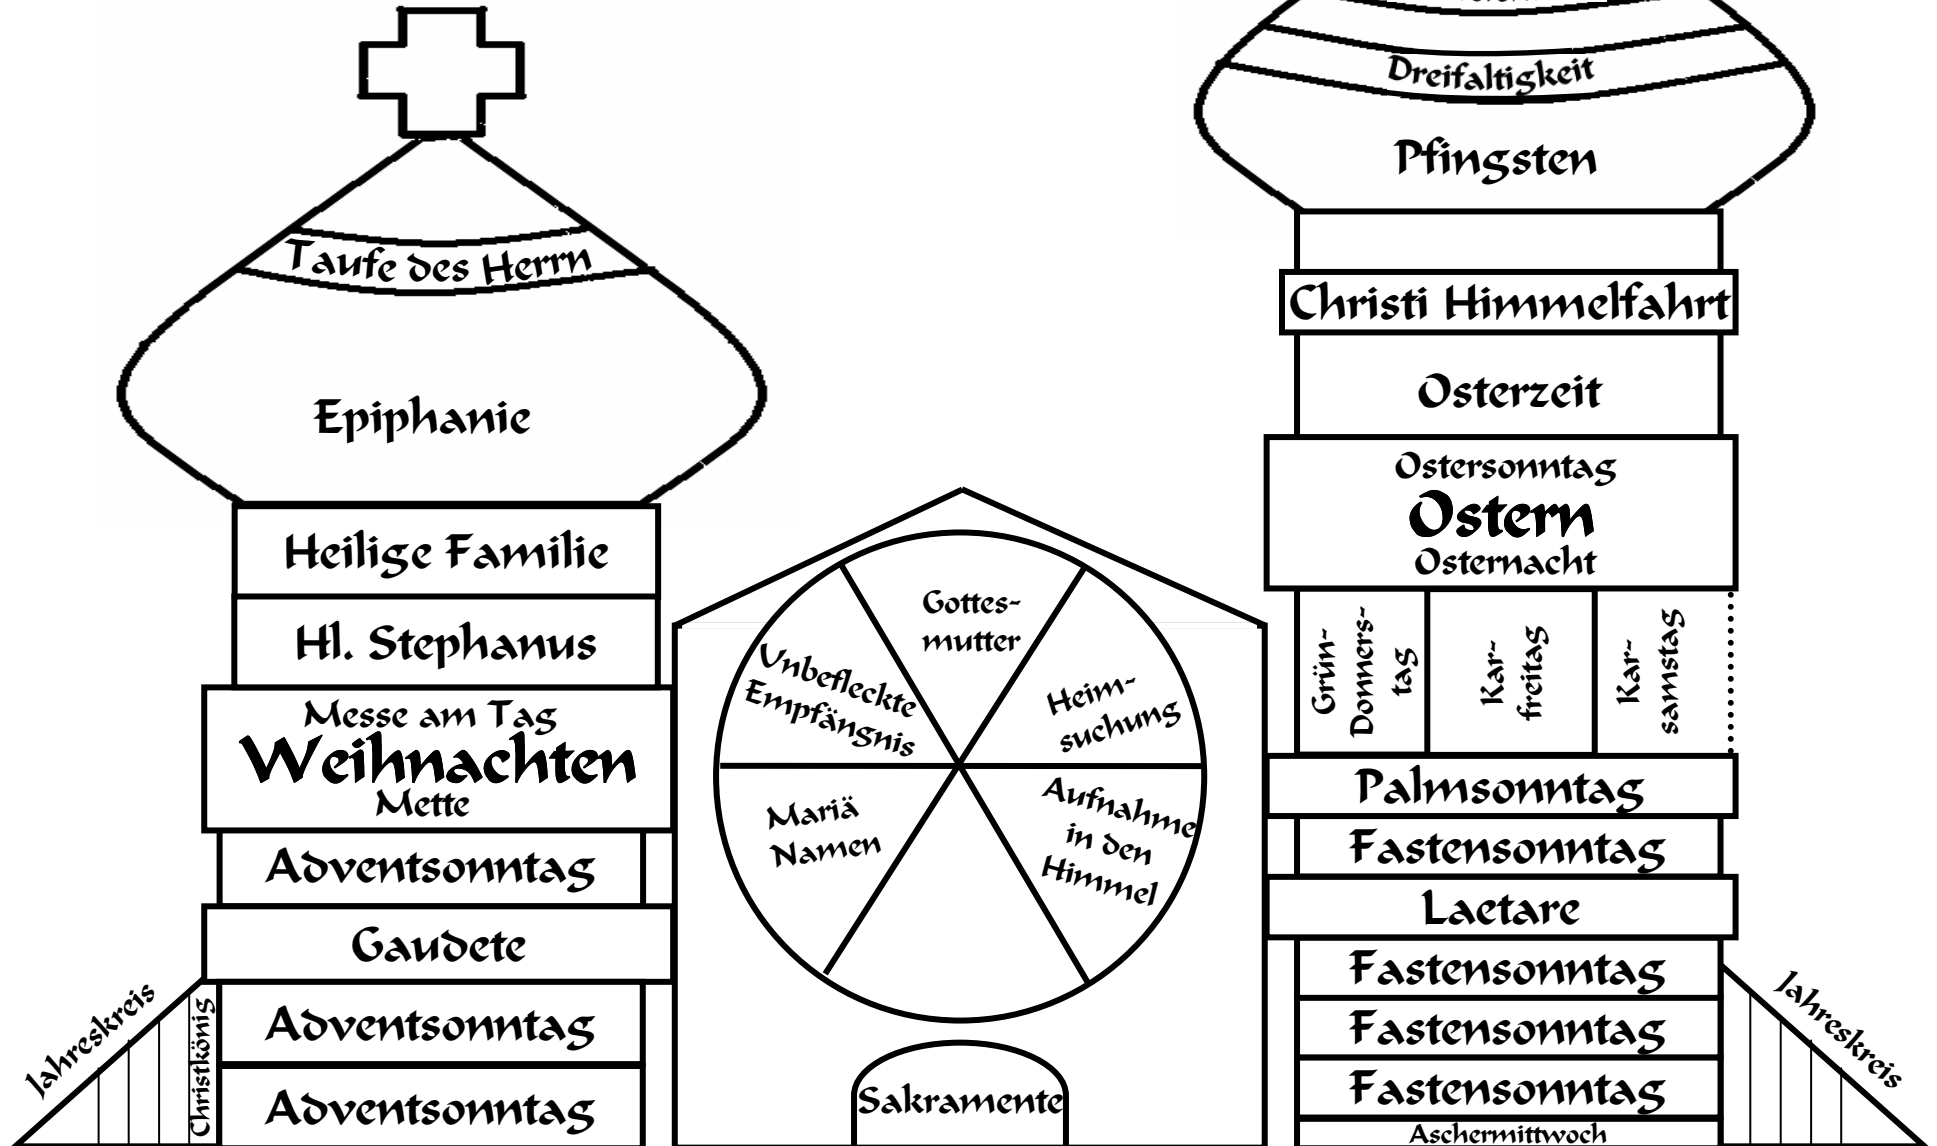 Taufe des Herrn
Epiphanie
Heilige Familie
Hl. Stephanus
Messe am Tag
Weihnachten
Mette
Adventsonntag
Gaudete
Adventsonntag
Adventsonntag
Jahreskreis
Christkönig
Gottes-
mutter
Unbefleckte
Empfängnis
Heim-
suchung
Mariä
Namen
Aufnahme
in den
Himmel
Sakramente
Dreifaltigkeit
Pfingsten
Christi Himmelfahrt
Osterzeit
Ostersonntag
Ostern
Osternacht
Grün-
Donners-
tag
Kar-
freitag
Kar-
samstag
Palmsonntag
Fastensonntag
Laetare
Fastensonntag
Fastensonntag
Fastensonntag
Aschermittwoch
Jahreskreis